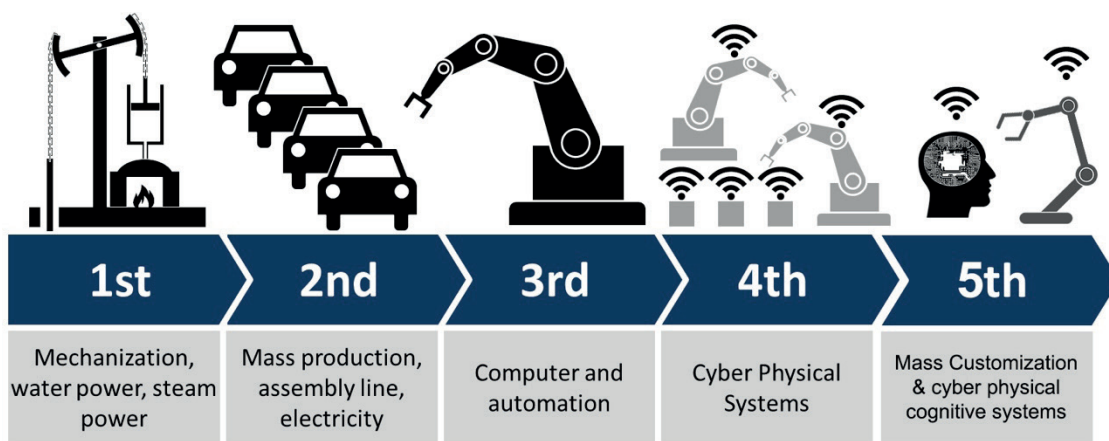 1st
2nd
3rd
4th
5th
Mechanization,
water power, steam
power
Mass production,
assembly line,
electricity
Computer and
automation
Cyber Physical
Systems
Mass Customization
& cyber physical
cognitive systems